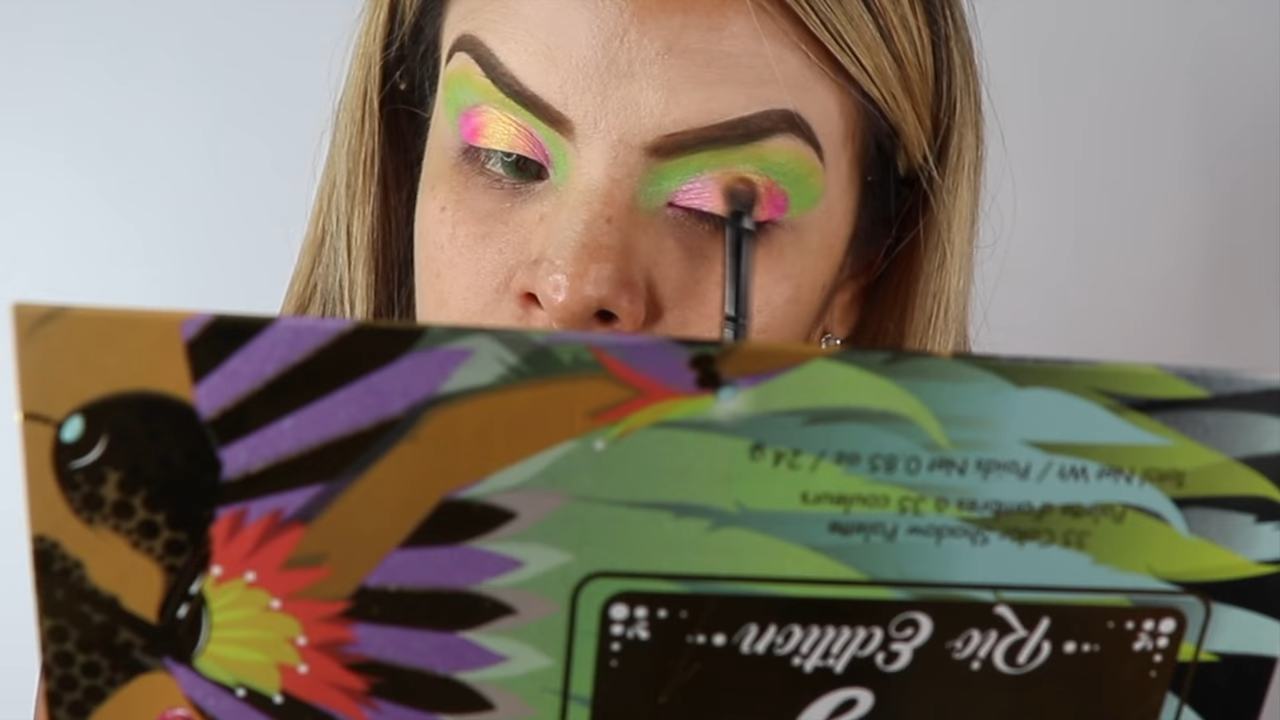 Rio Edition
35 Color Shadow Palette
Palette d'ombres à 35 couleurs
Net Wt / Poids Net 0.85 oz / 24 g